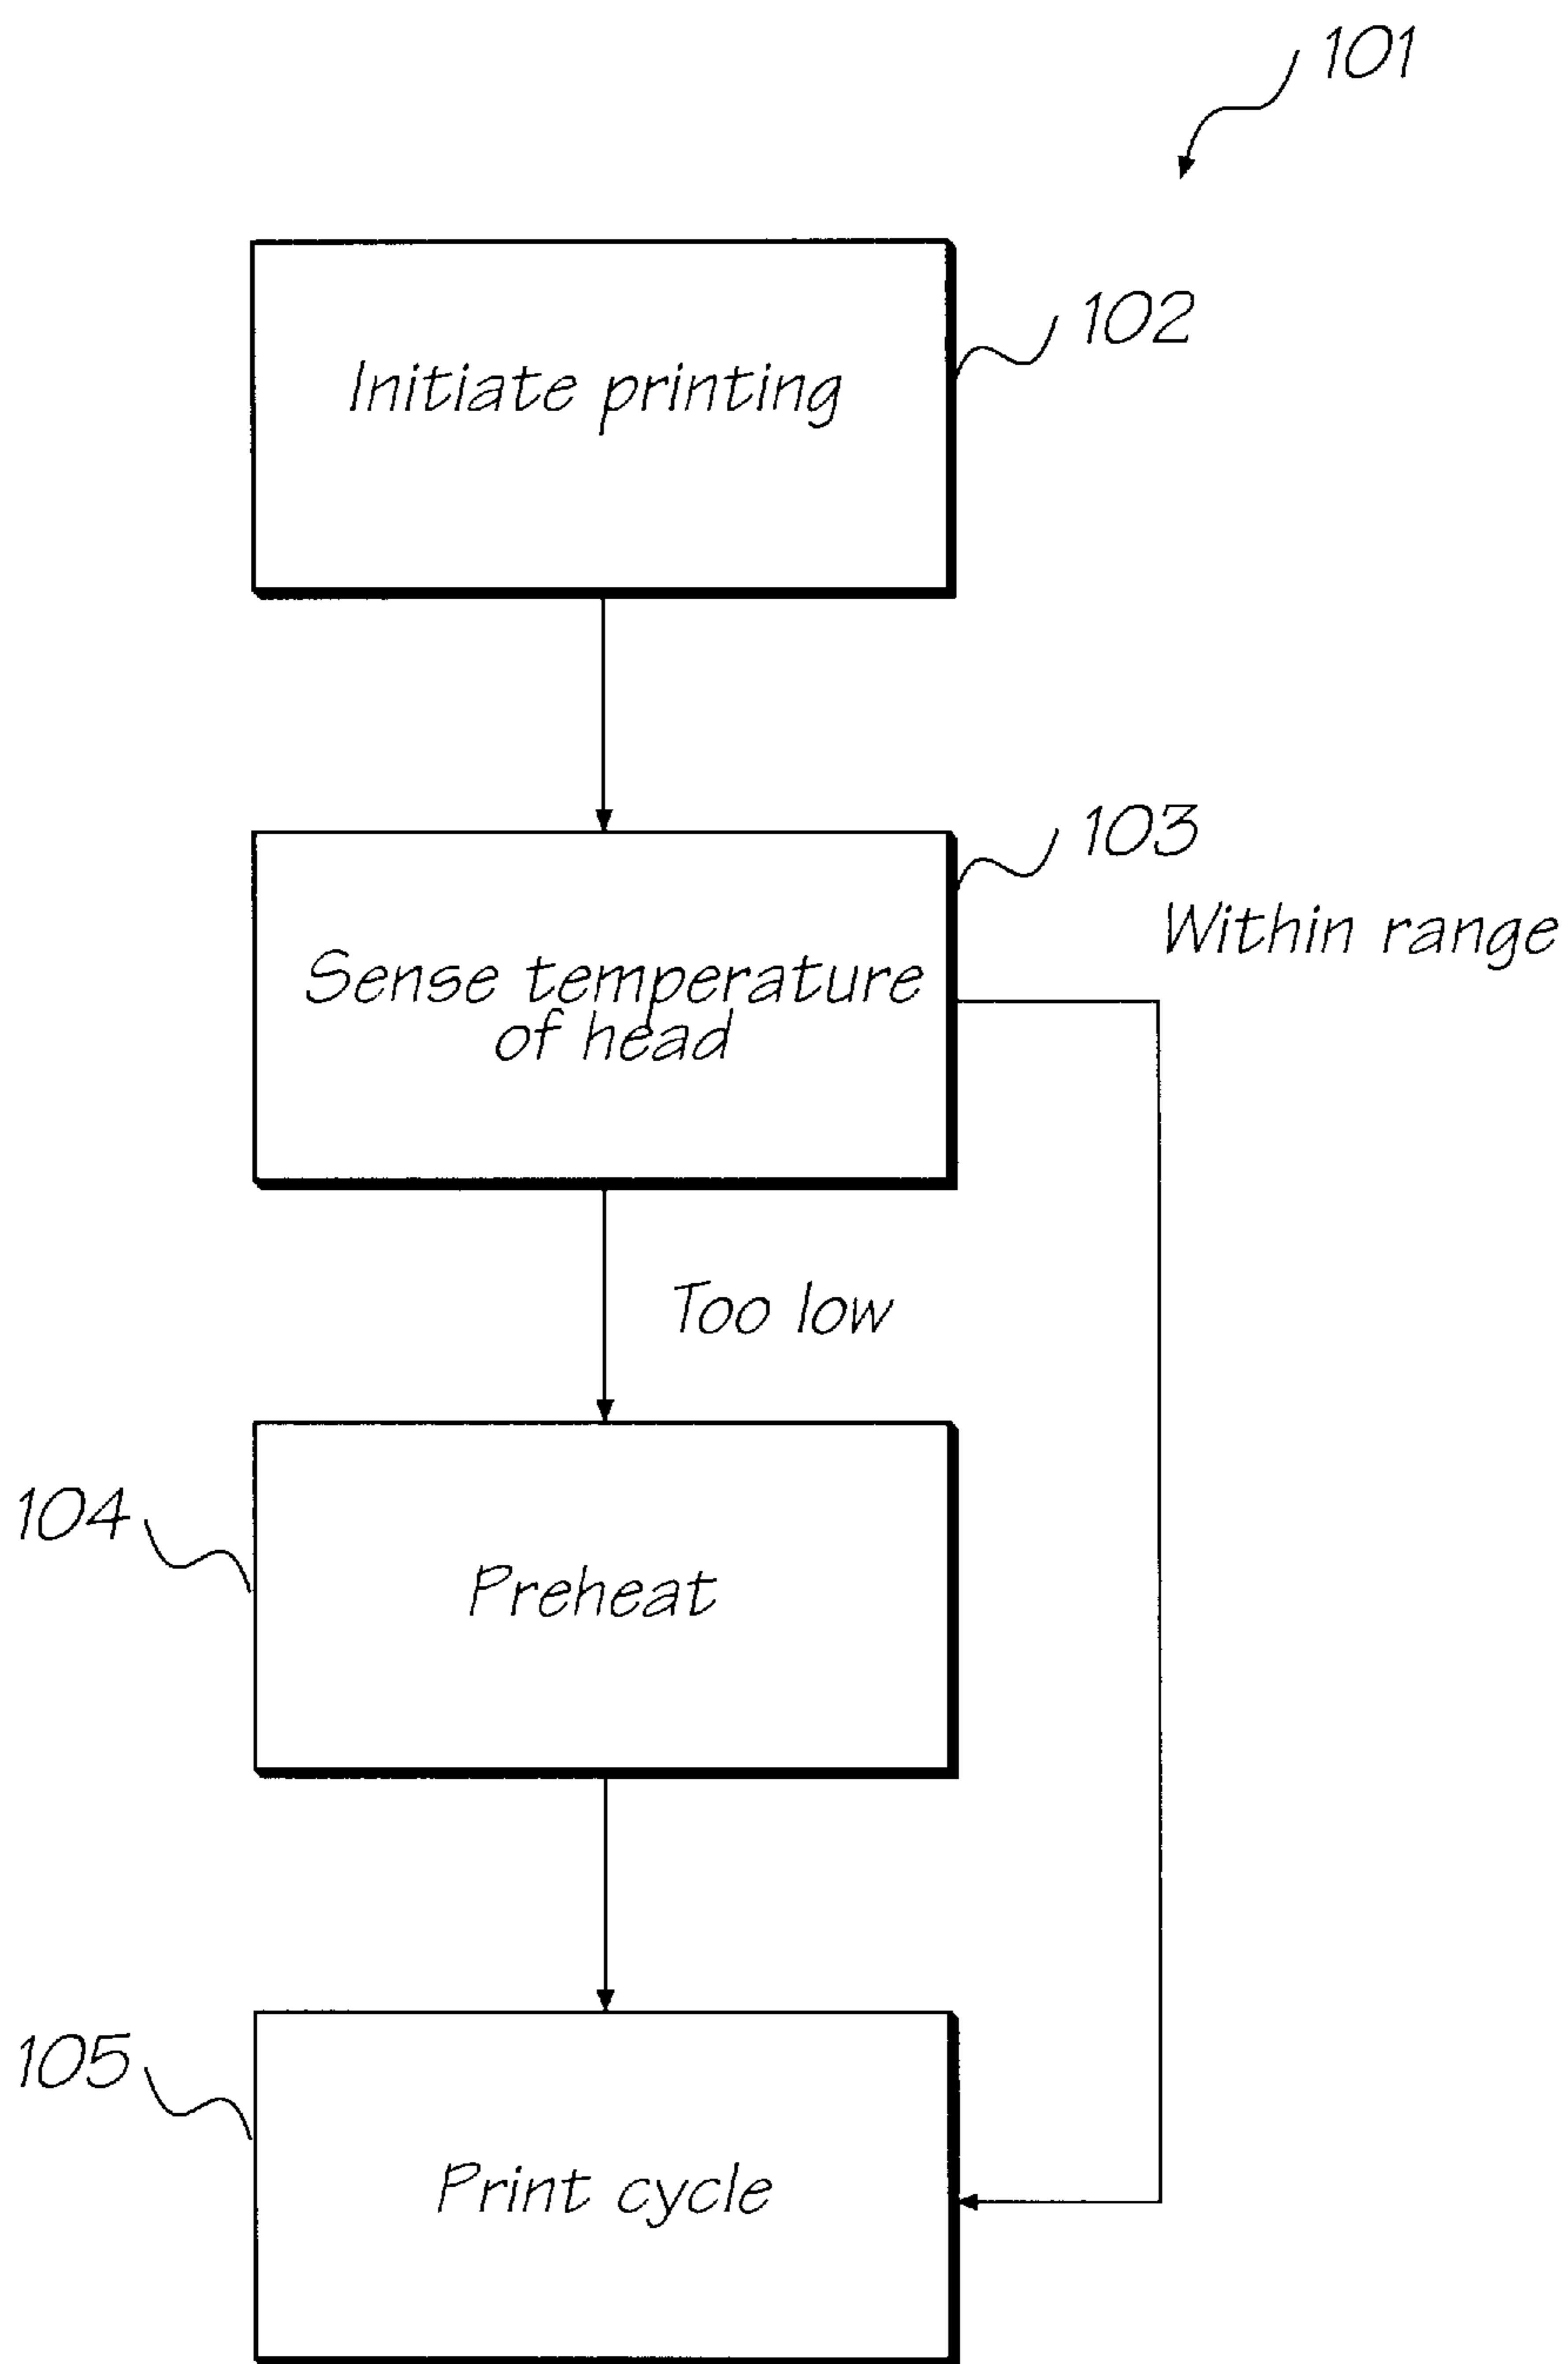 101
Initiate printing
102
103
Within range
Sense temperature
of head
Too low
104
Preheat
105
Print cycle